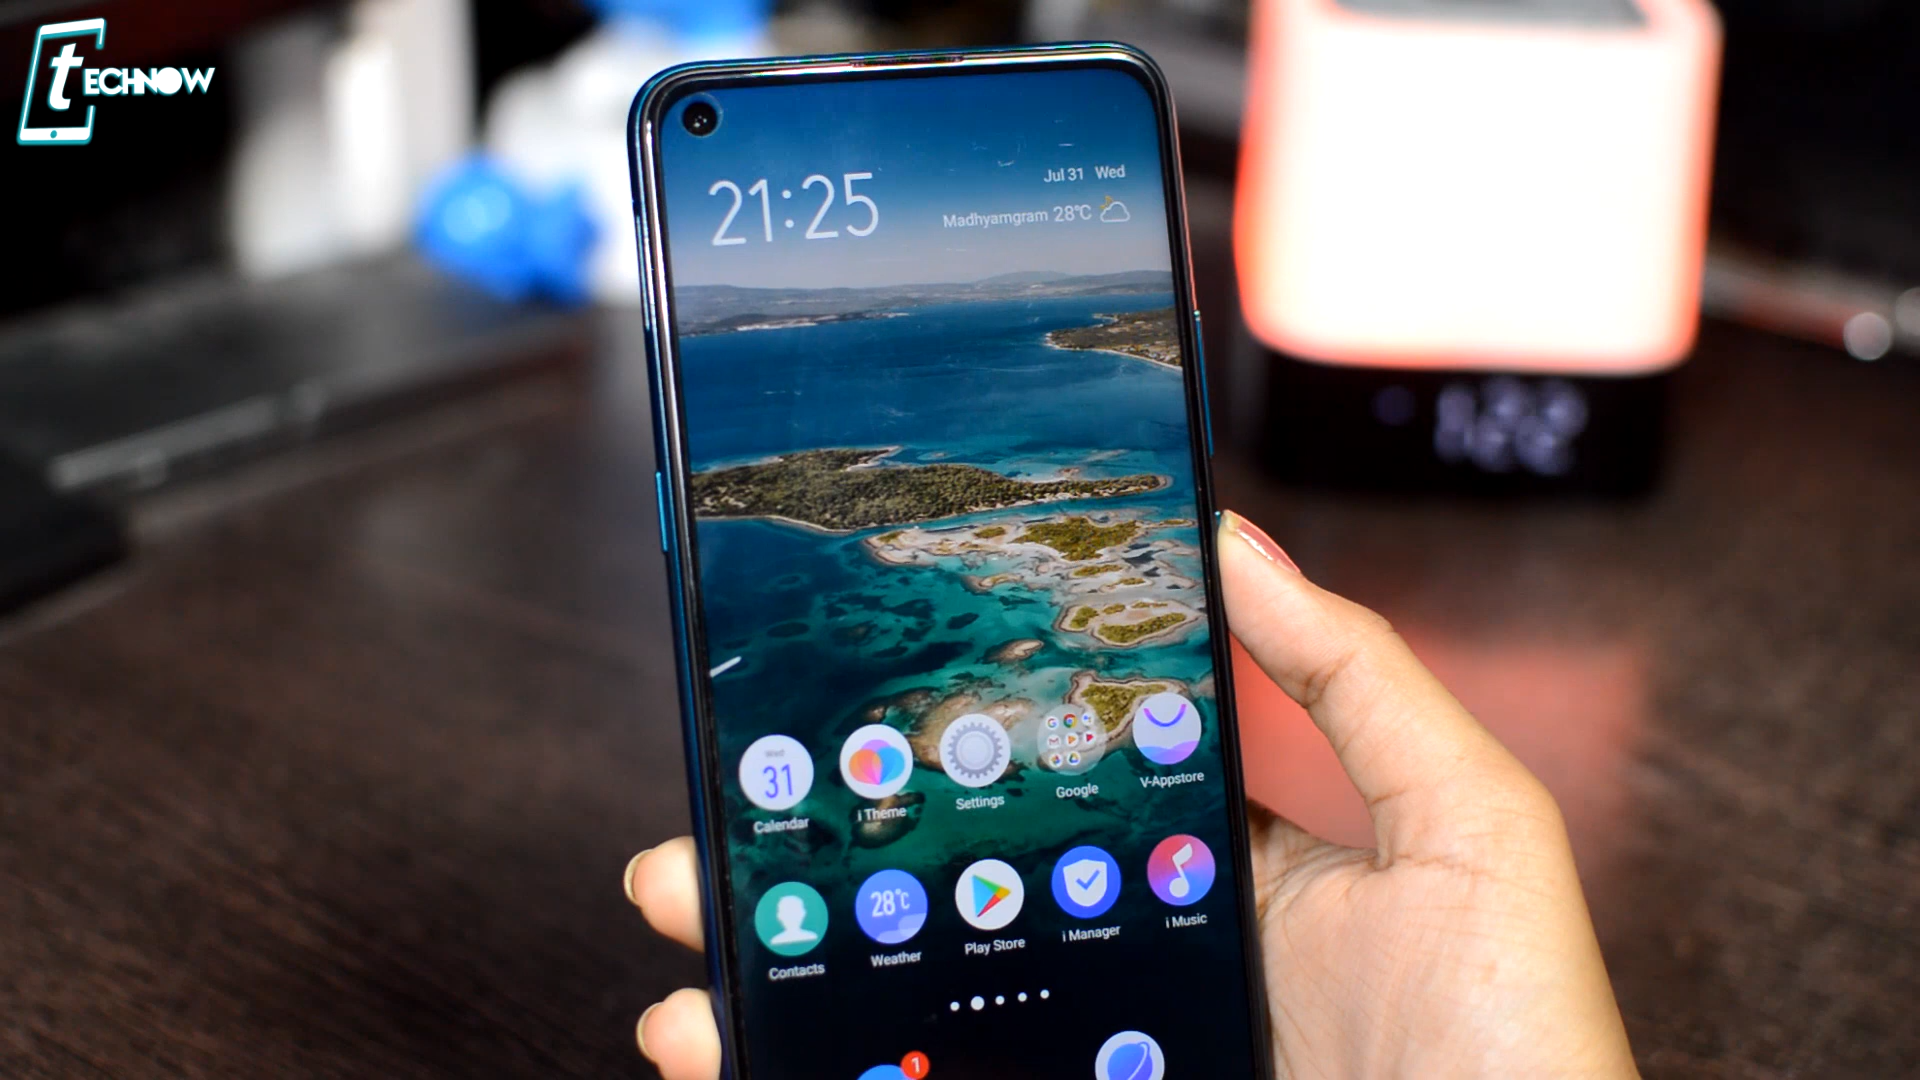 tECHNOW
21:25
Jul 31 Wed
Madhyamgram 28°C
Wed
31
Calendar
i Theme
Settings
Google
V-Appstore
28°C
Contacts
Weather
Play Store
i Manager
i Music
1